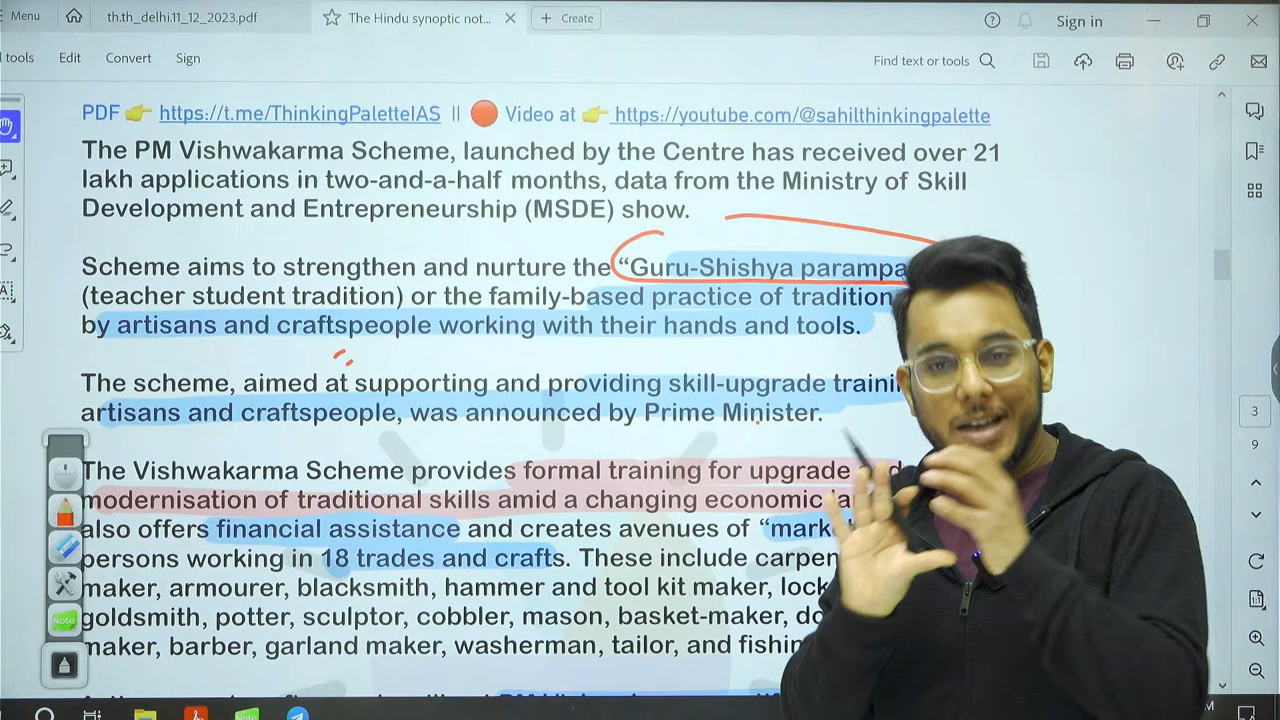 Menu
th.th_delhi.11_12_2023.pdf
The Hindu synoptic not...
Create
Sign in
tools
Edit
Convert
Sign
Find text or tools
PDF 👉 https://t.me/ThinkingPaletteIAS || 🔴 Video at 👉 https://youtube.com/@sahilthinkingpalette
The PM Vishwakarma Scheme, launched by the Centre has received over 21
lakh applications in two-and-a-half months, data from the Ministry of Skill
Development and Entrepreneurship (MSDE) show.
Scheme aims to strengthen and nurture the “Guru-Shishya parampa
(teacher student tradition) or the family-based practice of tradition
by artisans and craftspeople working with their hands and tools.
The scheme, aimed at supporting and providing skill-upgrade traini
artisans and craftspeople, was announced by Prime Minister.
The Vishwakarma Scheme provides formal training for upgrade
modernisation of traditional skills amid a changing economic
also offers financial assistance and creates avenues of “mark
persons working in 18 trades and crafts. These include carpen
maker, armourer, blacksmith, hammer and tool kit maker, lock
goldsmith, potter, sculptor, cobbler, mason, basket-maker, do
maker, barber, garland maker, washerman, tailor, and fishin
Note
3
9
1:1